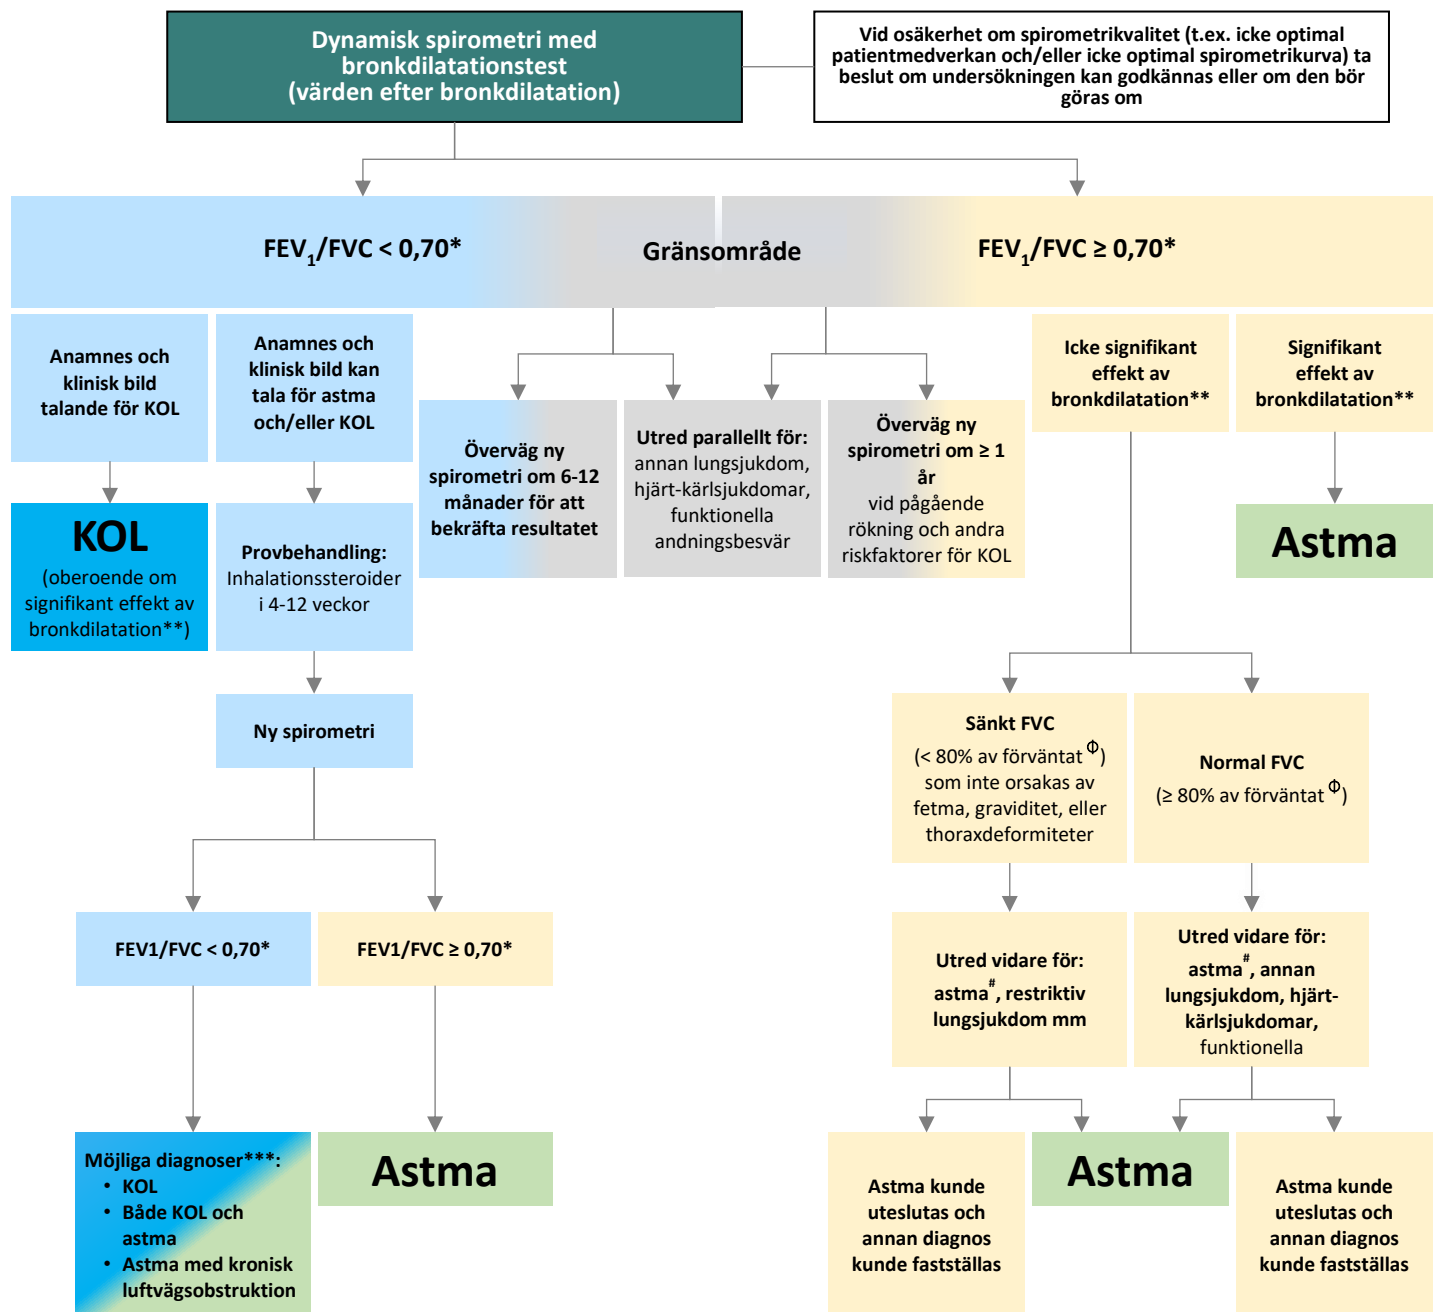 Dynamisk spirometri med
bronkdilatationstest
(värden efter bronkdilatation)
Vid osäkerhet om spirometrikvalitet (t.ex. icke optimal
patientmedverkan och/eller icke optimal spirometrikurva) ta
beslut om undersökningen kan godkännas eller om den bör
göras om
FEV₁/FVC < 0,70*
Gränsområde
FEV₁/FVC ≥ 0,70*
Anamnes och
klinisk bild
talande för KOL
Anamnes och
klinisk bild kan
tala för astma
och/eller KOL
Överväg ny
spirometri om 6-12
månader för att
bekräfta resultatet
Utred parallellt för:
annan lungsjukdom,
hjärt-kärlsjukdomar,
funktionella
andningsbesvär
Överväg ny
spirometri om ≥ 1
år
vid pågående
rökning och andra
riskfaktorer för KOL
Icke signifikant
effekt av
bronkdilatation**
Signifikant
effekt av
bronkdilatation**
KOL
(oberoende om
signifikant effekt av
bronkdilatation**)
Provbehandling:
Inhalationssteroider
i 4-12 veckor
Astma
Ny spirometri
Sänkt FVC
(< 80% av förväntat Φ)
som inte orsakas av
fetma, graviditet, eller
thoraxdeformiteter
Normal FVC
(≥ 80% av förväntat Φ)
FEV1/FVC < 0,70*
FEV1/FVC ≥ 0,70*
Utred vidare för:
astma#, restriktiv
lungsjukdom mm
Utred vidare för:
astma#, annan
lungsjukdom, hjärt-
kärlsjukdomar,
funktionella
Möjliga diagnoser***:
• KOL
• Både KOL och
astma
• Astma med kronisk
luftvägsobstruktion
Astma
Astma kunde
uteslutas och
annan diagnos
kunde fastställas
Astma
Astma kunde
uteslutas och
annan diagnos
kunde fastställas